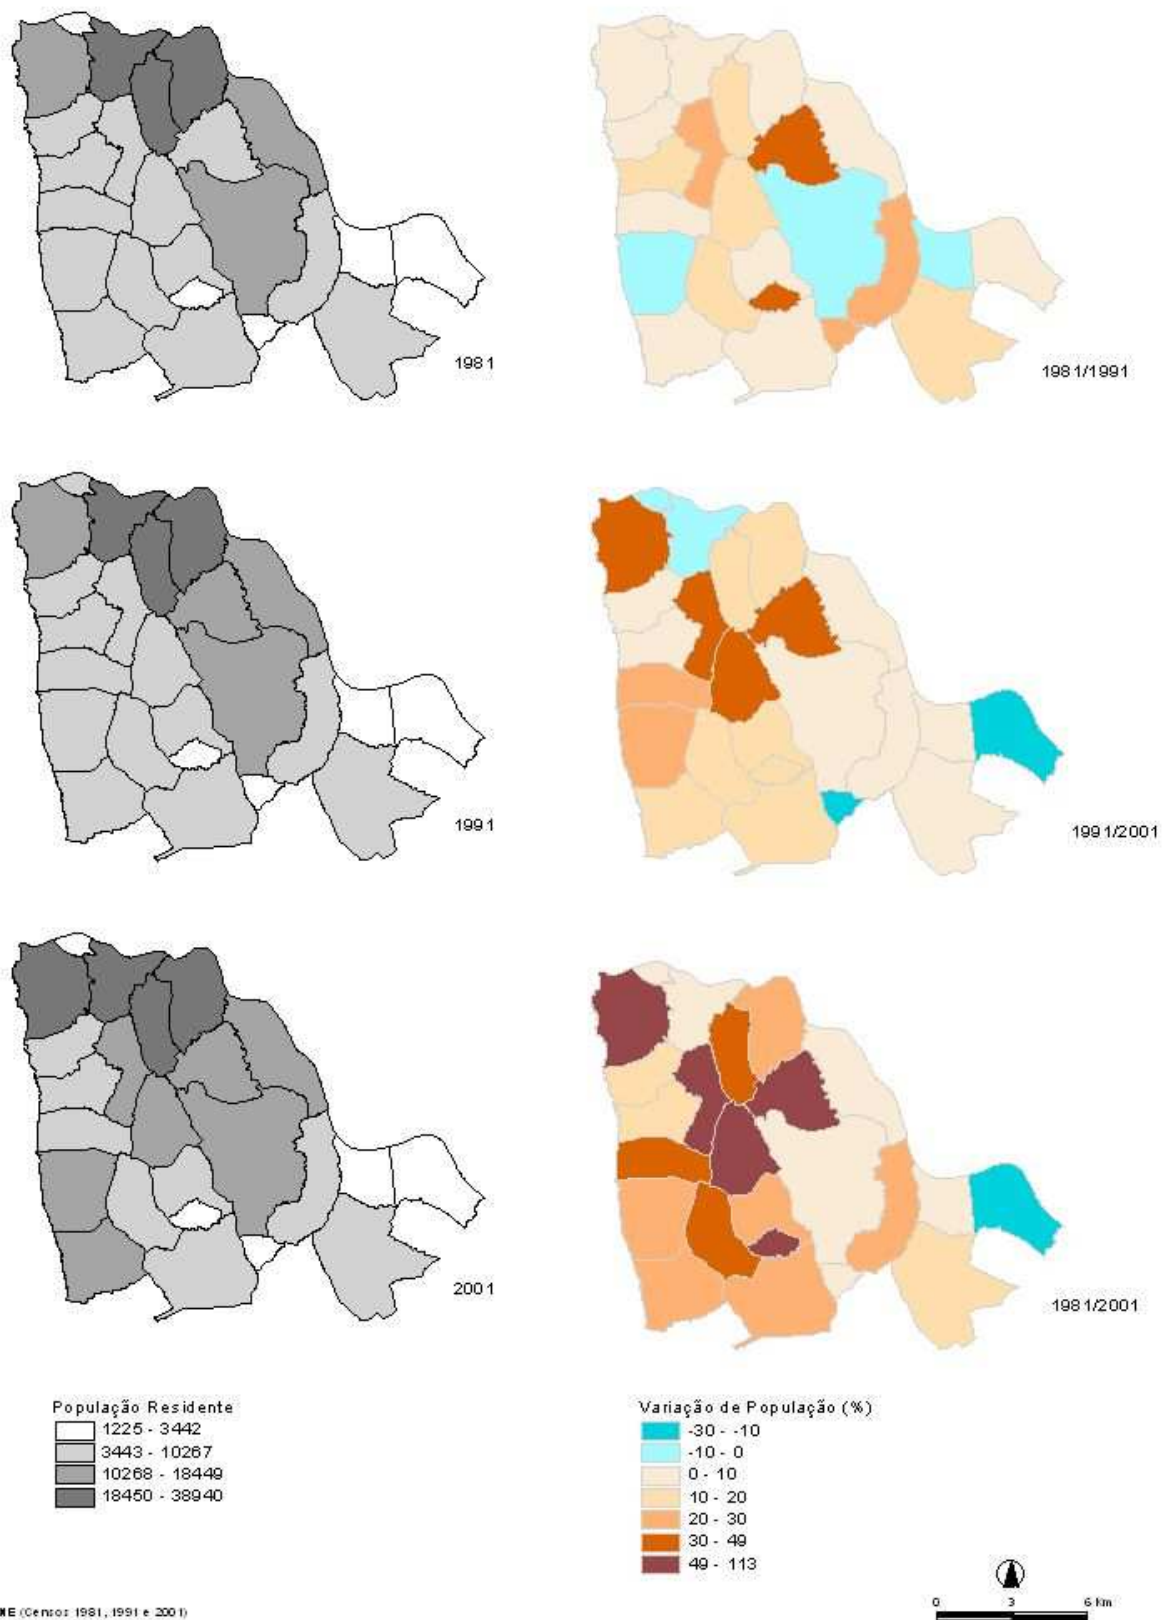 1981
1981/1991
1991
1991/2001
2001
1981/2001
População Residente
1225 - 3442
3443 - 10267
10268 - 18449
18450 - 38940
Variação de População (%)
-30 - -10
-10 - 0
0 - 10
10 - 20
20 - 30
30 - 49
49 - 113
0 3 6 Km
NE (Censos 1981, 1991 e 2001)